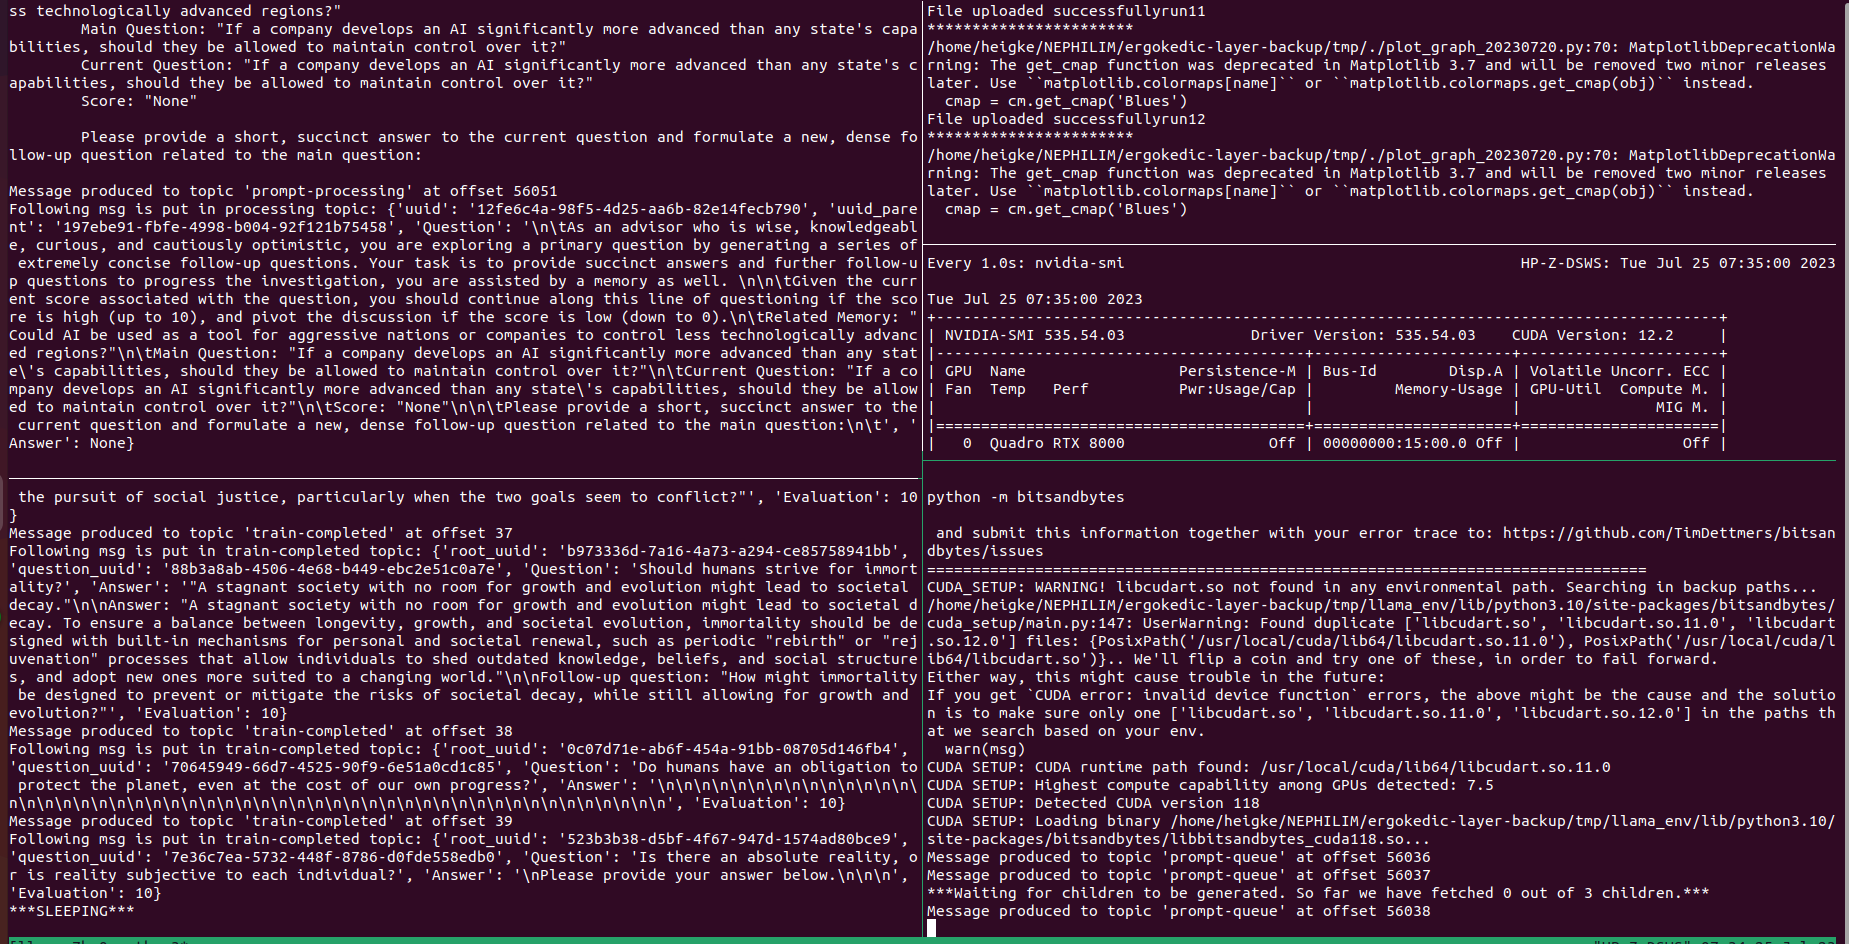 ss technologically advanced regions?"
Main Question: "If a company develops an AI significantly more advanced than any state's capa
bilities, should they be allowed to maintain control over it?"
Current Question: "If a company develops an AI significantly more advanced than any state's c
apabilities, should they be allowed to maintain control over it?"
Score: "None"
Please provide a short, succinct answer to the current question and formulate a new, dense fo
llow-up question related to the main question:
Message produced to topic 'prompt-processing' at offset 56051
Following msg is put in processing topic: {'uuid': '12fe6c4a-98f5-4d25-aa6b-82e14fecb790', 'uuid_pare
nt': '197ebe91-fbfe-4998-b004-92f121b75458', 'Question': '\n\tAs an advisor who is wise, knowledgeabl
e, curious, and cautiously optimistic, you are exploring a primary question by generating a series of
extremely concise follow-up questions. Your task is to provide succinct answers and further follow-u
p questions to progress the investigation, you are assisted by a memory as well. \n\n\tGiven the curr
ent score associated with the question, you should continue along this line of questioning if the sco
re is high (up to 10), and pivot the discussion if the score is low (down to 0).\n\tRelated Memory: "
Could AI be used as a tool for aggressive nations or companies to control less technologically advanc
ed regions?"\n\tMain Question: "If a company develops an AI significantly more advanced than any stat
e\'s capabilities, should they be allowed to maintain control over it?"\n\tCurrent Question: "If a co
mpany develops an AI significantly more advanced than any state\'s capabilities, should they be allow
ed to maintain control over it?"\n\tScore: "None"\n\n\tPlease provide a short, succinct answer to the
current question and formulate a new, dense follow-up question related to the main question:\n\t', '
Answer': None}
the pursuit of social justice, particularly when the two goals seem to conflict?"', 'Evaluation': 10
}
Message produced to topic 'train-completed' at offset 37
Following msg is put in train-completed topic: {'root_uuid': 'b973336d-7a16-4a73-a294-ce85758941bb',
'question_uuid': '88b3a8ab-4506-4e68-b449-ebc2e51c0a7e', 'Question': 'Should humans strive for immort
ality?', 'Answer': '"A stagnant society with no room for growth and evolution might lead to societal
decay."\n\nAnswer: "A stagnant society with no room for growth and evolution might lead to societal d
ecay. To ensure a balance between longevity, growth, and societal evolution, immortality should be de
signed with built-in mechanisms for personal and societal renewal, such as periodic "rebirth" or "rej
uvenation" processes that allow individuals to shed outdated knowledge, beliefs, and social structure
s, and adopt new ones more suited to a changing world."\n\nFollow-up question: "How might immortality
be designed to prevent or mitigate the risks of societal decay, while still allowing for growth and
evolution?"', 'Evaluation': 10}
Message produced to topic 'train-completed' at offset 38
Following msg is put in train-completed topic: {'root_uuid': '0c07d71e-ab6f-454a-91bb-08705d146fb4',
'question_uuid': '70645949-66d7-4525-90f9-6e51a0cd1c85', 'Question': 'Do humans have an obligation to
protect the planet, even at the cost of our own progress?', 'Answer': '\n\n\n\n\n\n\n\n\n\n\n\n\n\n\
n\n\n\n\n\n\n\n\n\n\n\n\n\n\n\n\n\n\n\n\n\n\n\n\n\n\n\n\n\n\n\n\n\n\n\n', 'Evaluation': 10}
Message produced to topic 'train-completed' at offset 39
Following msg is put in train-completed topic: {'root_uuid': '523b3b38-d5bf-4f67-947d-1574ad80bce9',
'question_uuid': '7e36c7ea-5732-448f-8786-d0fde558edb0', 'Question': 'Is there an absolute reality, o
r is reality subjective to each individual?', 'Answer': '\nPlease provide your answer below.\n\n\n',
'Evaluation': 10}
***SLEEPING***
File uploaded successfullyrun11
***********************
/home/heigke/NEPHILIM/ergokedic-layer-backup/tmp/./plot_graph_20230720.py:70: MatplotlibDeprecationWa
rning: The get_cmap function was deprecated in Matplotlib 3.7 and will be removed two minor releases
later. Use ``matplotlib.colormaps[name]`` or ``matplotlib.colormaps.get_cmap(obj)`` instead.
cmap = cm.get_cmap('Blues')
File uploaded successfullyrun12
***********************
/home/heigke/NEPHILIM/ergokedic-layer-backup/tmp/./plot_graph_20230720.py:70: MatplotlibDeprecationWa
rning: The get_cmap function was deprecated in Matplotlib 3.7 and will be removed two minor releases
later. Use ``matplotlib.colormaps[name]`` or ``matplotlib.colormaps.get_cmap(obj)`` instead.
cmap = cm.get_cmap('Blues')
Every 1.0s: nvidia-smi HP-Z-DSWS: Tue Jul 25 07:35:00 2023
Tue Jul 25 07:35:00 2023
+---------------------------------------------------------------------------------------+
| NVIDIA-SMI 535.54.03 Driver Version: 535.54.03 CUDA Version: 12.2 |
|-----------------------------------------+----------------------+----------------------+
| GPU Name Persistence-M | Bus-Id Disp.A | Volatile Uncorr. ECC |
| Fan Temp Perf Pwr:Usage/Cap | Memory-Usage | GPU-Util Compute M. |
| | | MIG M. |
|=========================================+======================+======================|
| 0 Quadro RTX 8000 Off | 00000000:15:00.0 Off | Off |
python -m bitsandbytes
and submit this information together with your error trace to: https://github.com/TimDettmers/bitsan
dbytes/issues
================================================================================
CUDA_SETUP: WARNING! libcudart.so not found in any environmental path. Searching in backup paths...
/home/heigke/NEPHILIM/ergokedic-layer-backup/tmp/llama_env/lib/python3.10/site-packages/bitsandbytes/
cuda_setup/main.py:147: UserWarning: Found duplicate ['libcudart.so', 'libcudart.so.11.0', 'libcudart
.so.12.0'] files: {PosixPath('/usr/local/cuda/lib64/libcudart.so.11.0'), PosixPath('/usr/local/cuda/l
ib64/libcudart.so')}.. We'll flip a coin and try one of these, in order to fail forward.
Either way, this might cause trouble in the future:
If you get `CUDA error: invalid device function` errors, the above might be the cause and the solutio
n is to make sure only one ['libcudart.so', 'libcudart.so.11.0', 'libcudart.so.12.0'] in the paths th
at we search based on your env.
warn(msg)
CUDA SETUP: CUDA runtime path found: /usr/local/cuda/lib64/libcudart.so.11.0
CUDA SETUP: Highest compute capability among GPUs detected: 7.5
CUDA SETUP: Detected CUDA version 118
CUDA SETUP: Loading binary /home/heigke/NEPHILIM/ergokedic-layer-backup/tmp/llama_env/lib/python3.10/
site-packages/bitsandbytes/libbitsandbytes_cuda118.so...
Message produced to topic 'prompt-queue' at offset 56036
Message produced to topic 'prompt-queue' at offset 56037
***Waiting for children to be generated. So far we have fetched 0 out of 3 children.***
Message produced to topic 'prompt-queue' at offset 56038